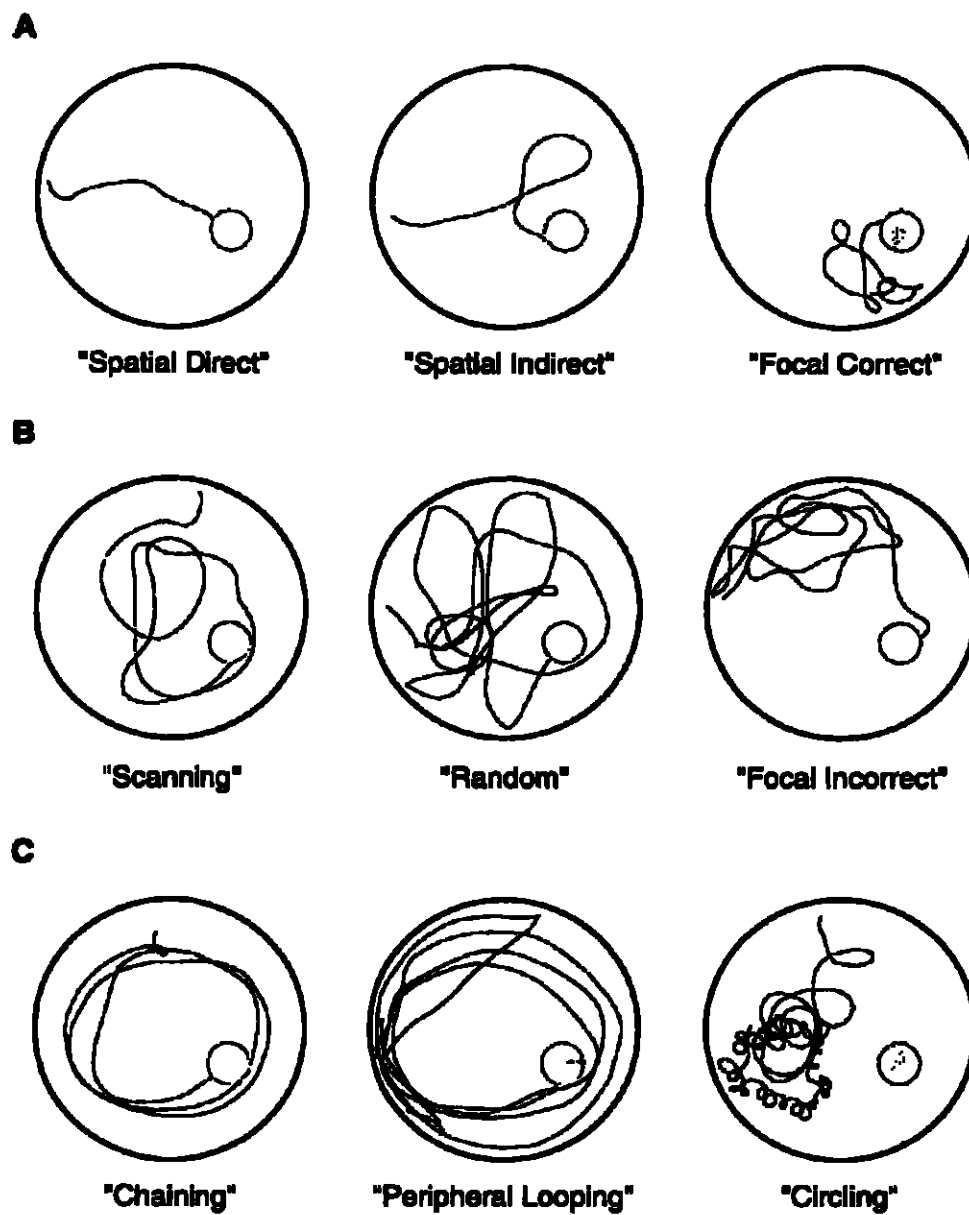 A
"Spatial Direct" "Spatial Indirect" "Focal Correct"
B
"Scanning" "Random" "Focal Incorrect"
C
"Chaining" "Peripheral Looping" "Circling"